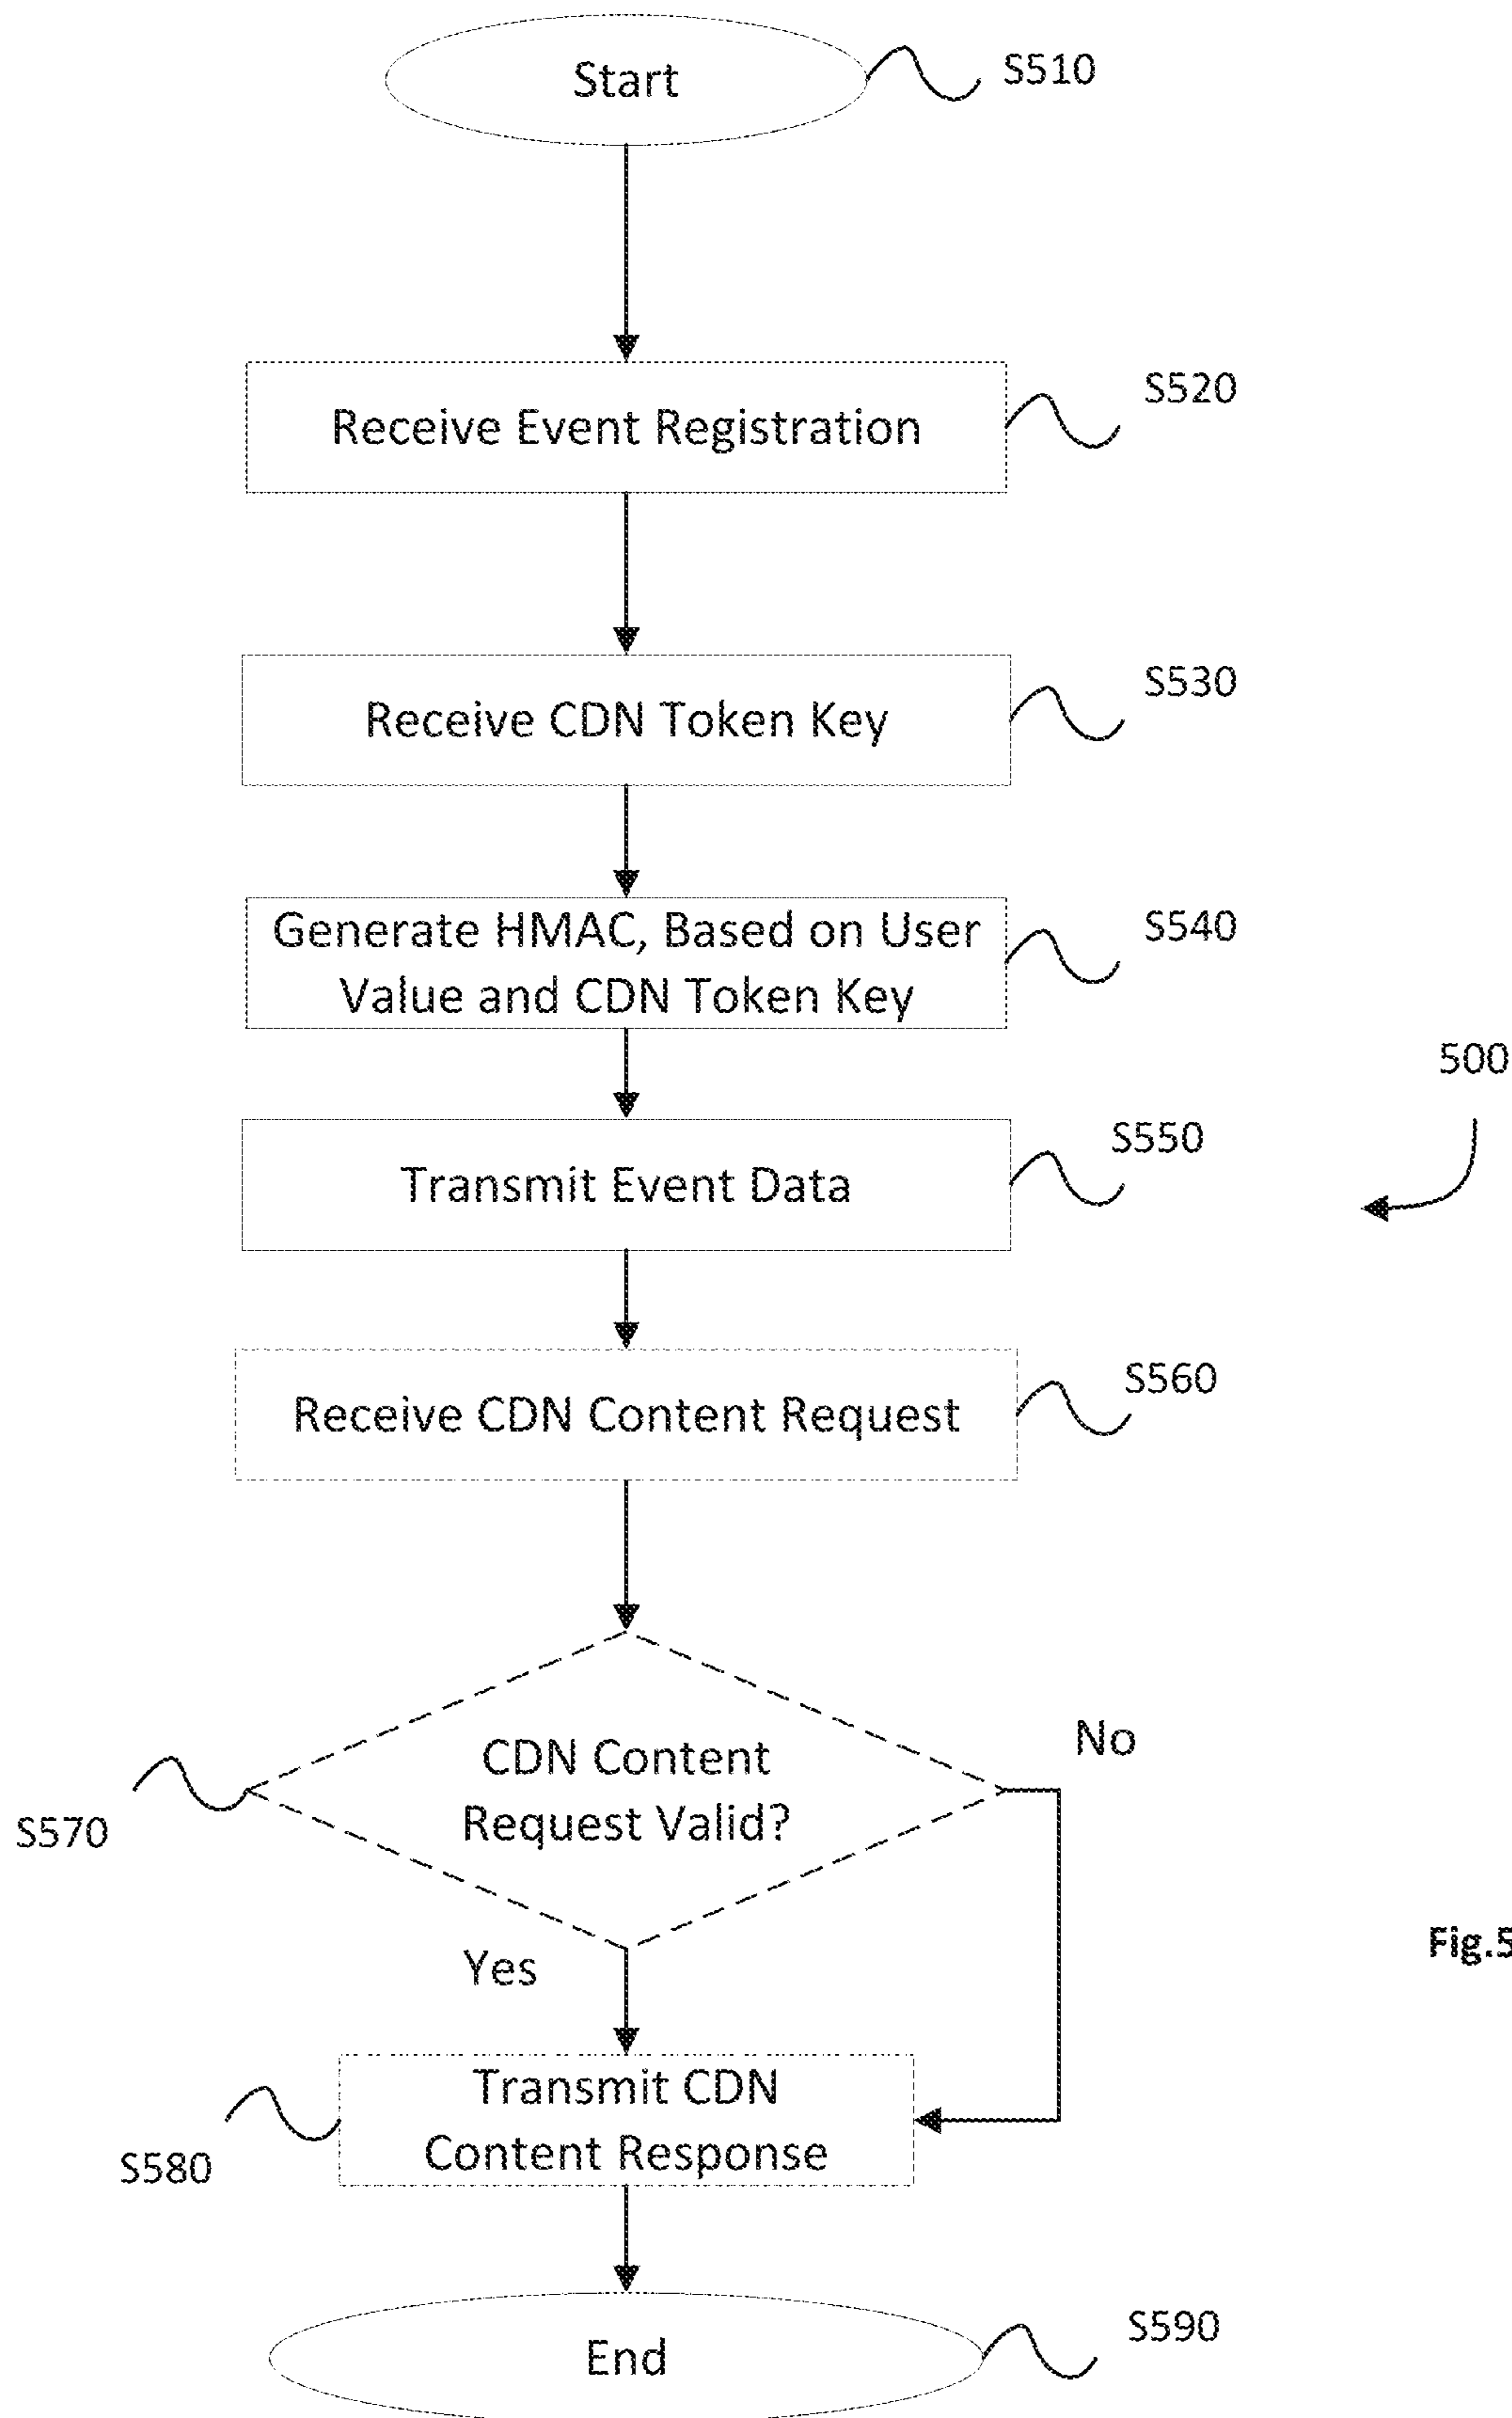 Start
S510
Receive Event Registration
S520
Receive CDN Token Key
S530
Generate HMAC, Based on User
Value and CDN Token Key
S540
500
Transmit Event Data
S550
Receive CDN Content Request
S560
CDN Content
Request Valid?
No
S570
Fig.5
Yes
Transmit CDN
Content Response
S580
End
S590